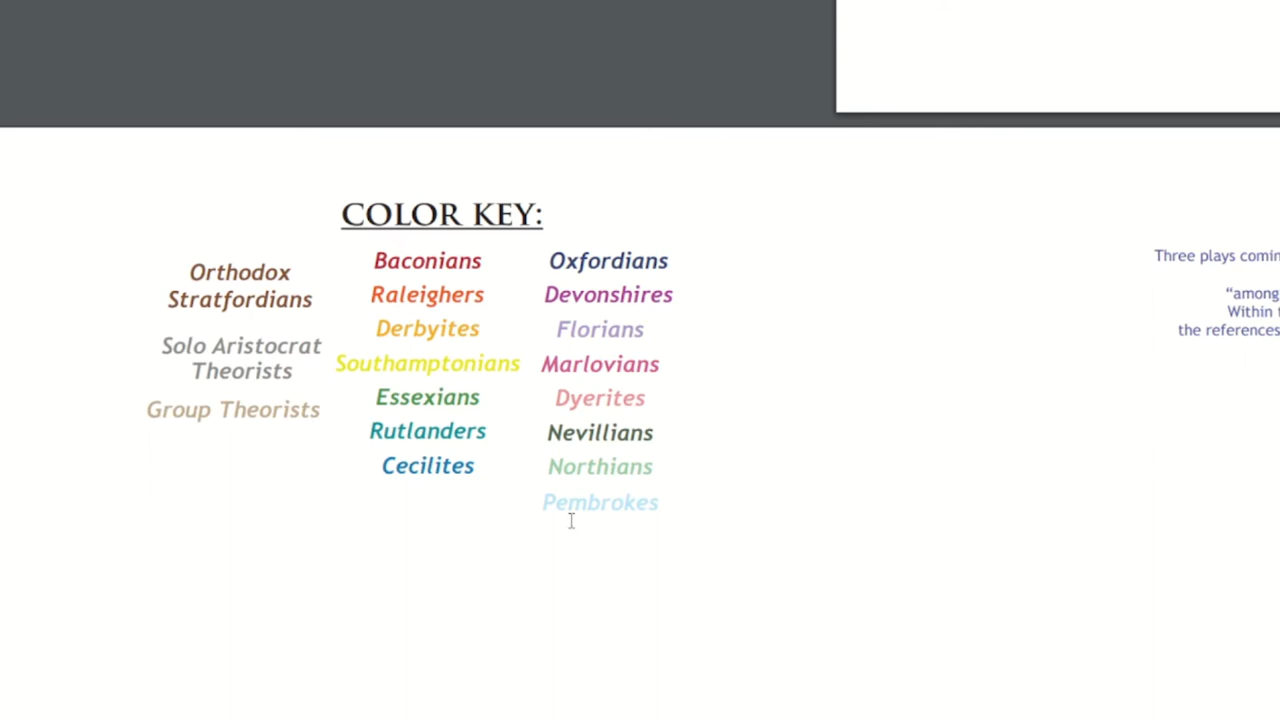 COLOR KEY:
Orthodox
Stratfordians
Solo Aristocrat
Theorists
Group Theorists
Baconians
Raleighers
Derbyites
Southamptonians
Essexians
Rutlanders
Cecilites
Oxfordians
Devonshires
Florians
Marlovians
Dyerites
Nevillians
Northians
Pembrokes
Three plays
“among
Within
the references